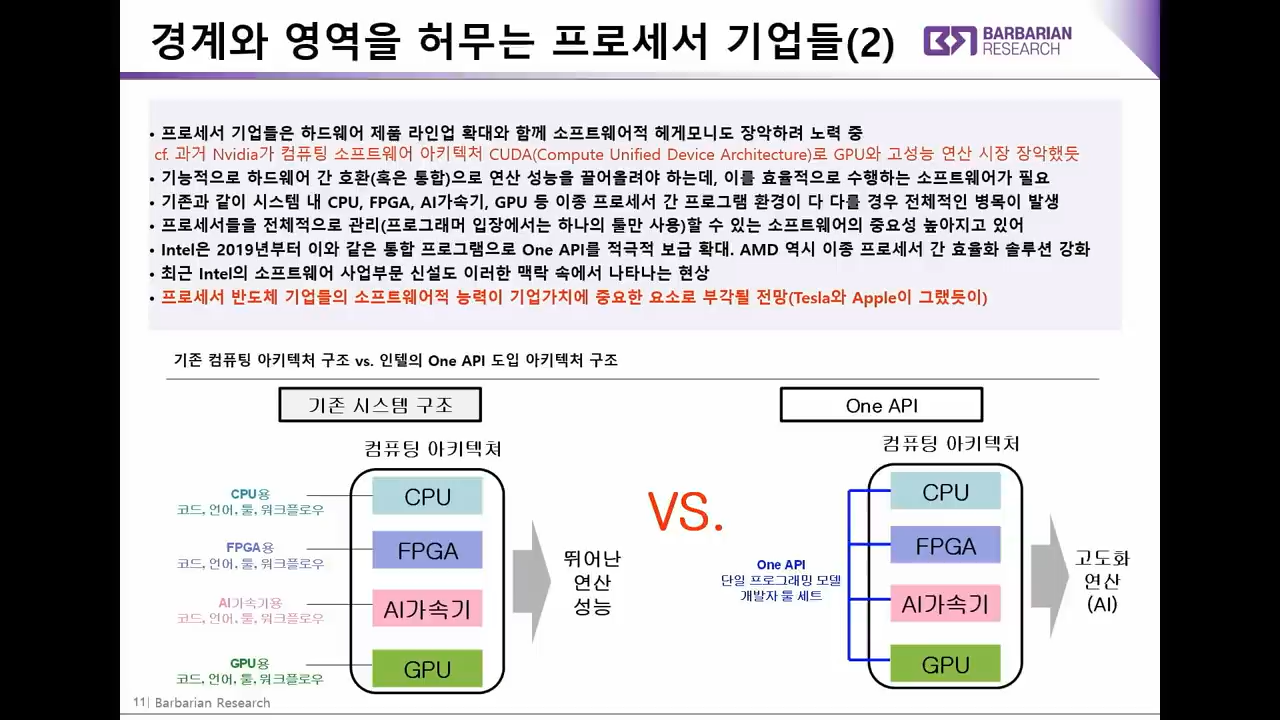 경계와 영역을 허무는 프로세서 기업들(2)
BARBARIAN
RESEARCH
• 프로세서 기업들은 하드웨어 제품 라인업 확대와 함께 소프트웨어적 헤게모니도 장악하려 노력 중
cf. 과거 Nvidia가 컴퓨팅 소프트웨어 아키텍처 CUDA(Compute Unified Device Architecture)로 GPU와 고성능 연산 시장 장악했듯
• 기능적으로 하드웨어 간 호환(혹은 통합)으로 연산 성능을 끌어올려야 하는데, 이를 효율적으로 수행하는 소프트웨어가 필요
• 기존과 같이 시스템 내 CPU, FPGA, AI가속기, GPU 등 이종 프로세서 간 프로그램 환경이 다 다를 경우 전체적인 병목이 발생
• 프로세서들을 전체적으로 관리(프로그래머 입장에서는 하나의 툴만 사용)할 수 있는 소프트웨어의 중요성 높아지고 있어
• Intel은 2019년부터 이와 같은 통합 프로그램으로 One API를 적극적 보급 확대. AMD 역시 이종 프로세서 간 효율화 솔루션 강화
• 최근 Intel의 소프트웨어 사업부문 신설도 이러한 맥락 속에서 나타나는 현상
• 프로세서 반도체 기업들의 소프트웨어적 능력이 기업가치에 중요한 요소로 부각될 전망(Tesla와 Apple이 그랬듯이)
기존 컴퓨팅 아키텍처 구조 vs. 인텔의 One API 도입 아키텍처 구조
기존 시스템 구조
컴퓨팅 아키텍쳐
CPU용
코드, 언어, 툴, 워크플로우
CPU
FPGA용
코드, 언어, 툴, 워크플로우
FPGA
AI가속기용
코드, 언어, 툴, 워크플로우
AI가속기
GPU용
코드, 언어, 툴, 워크플로우
GPU
뛰어난
연산
성능
VS.
One API
컴퓨팅 아키텍쳐
One API
단일 프로그래밍 모델
개발자 툴 세트
CPU
FPGA
AI가속기
GPU
고도화
연산
(AI)
11| Barbarian Research